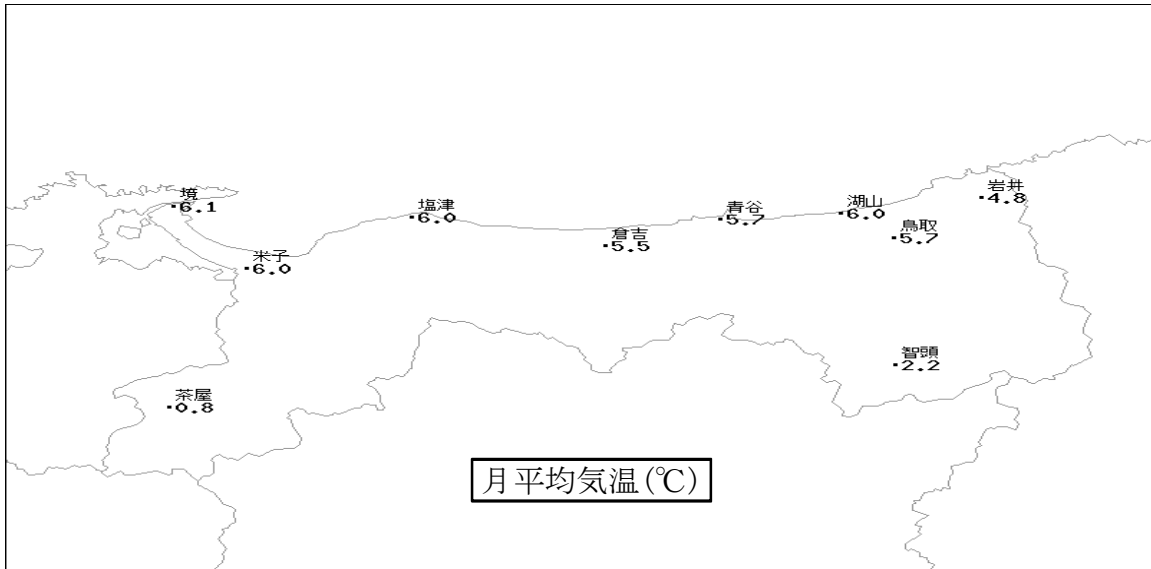 岩井
4.8
境
6.1
塩津
6.0
青谷
5.7
湖山
6.0
鳥取
5.7
倉吉
5.5
米子
6.0
智頭
2.2
茶屋
0.8
月平均気温(℃)